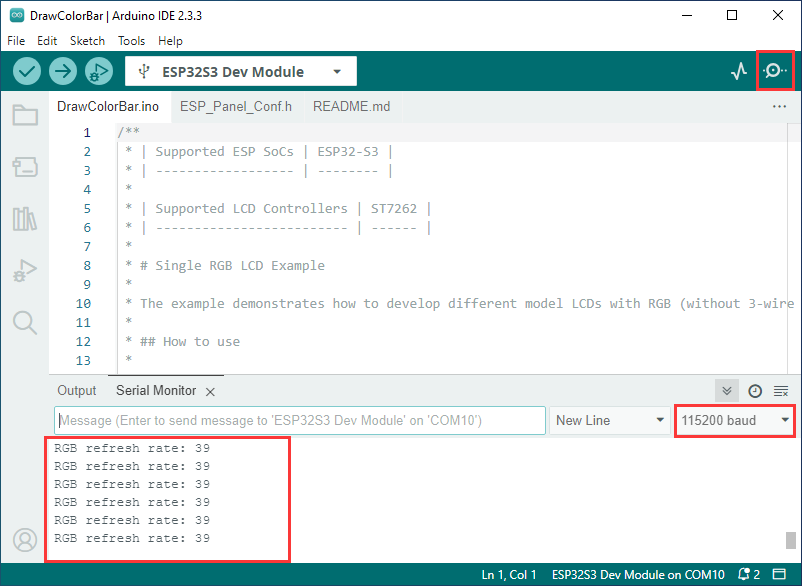 DrawColorBar | Arduino IDE 2.3.3
File Edit Sketch Tools Help
ESP32S3 Dev Module
DrawColorBar.ino ESP_Panel_Conf.h README.md
1 /**
2 * | Supported ESP SoCs | ESP32-S3 |
3 * | ------------------ | -------- |
4 *
5 * | Supported LCD Controllers | ST7262 |
6 * | ------------------------- | ------ |
7 *
8 * # Single RGB LCD Example
9 *
10 * The example demonstrates how to develop different model LCDs with RGB (without 3-wire
11 *
12 * ## How to use
13 *
Output Serial Monitor
Message (Enter to send message to 'ESP32S3 Dev Module' on 'COM10') New Line 115200 baud
RGB refresh rate: 39
RGB refresh rate: 39
RGB refresh rate: 39
RGB refresh rate: 39
RGB refresh rate: 39
RGB refresh rate: 39
Ln 1, Col 1 ESP32S3 Dev Module on COM10 2